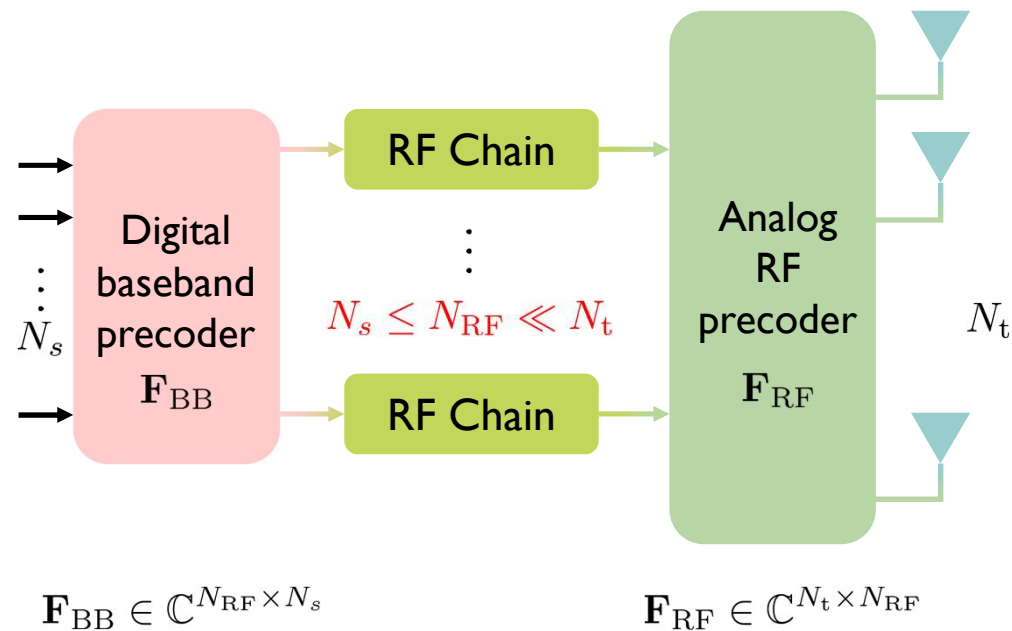 N_s
Digital
baseband
precoder
F_BB
RF Chain
⋮
N_s ≤ N_RF ≪ N_t
RF Chain
Analog
RF
precoder
F_RF
N_t
F_BB ∈ ℂ^{N_RF × N_s}
F_RF ∈ ℂ^{N_t × N_RF}